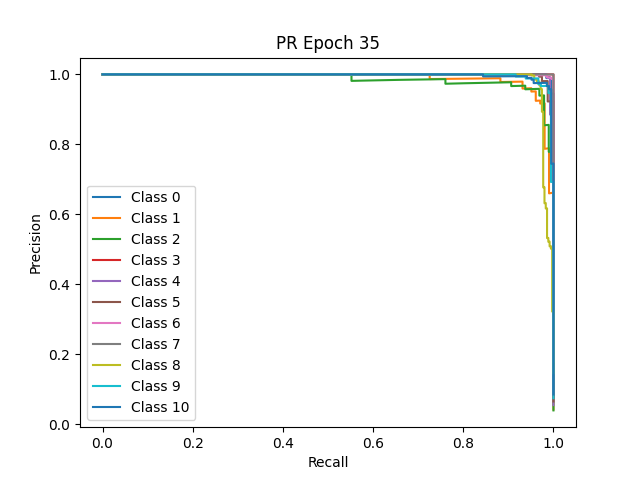 PR Epoch 35
Precision
1.0
0.8
0.6
0.4
0.2
0.0
Class 0
Class 1
Class 2
Class 3
Class 4
Class 5
Class 6
Class 7
Class 8
Class 9
Class 10
0.0 0.2 0.4 0.6 0.8 1.0
Recall